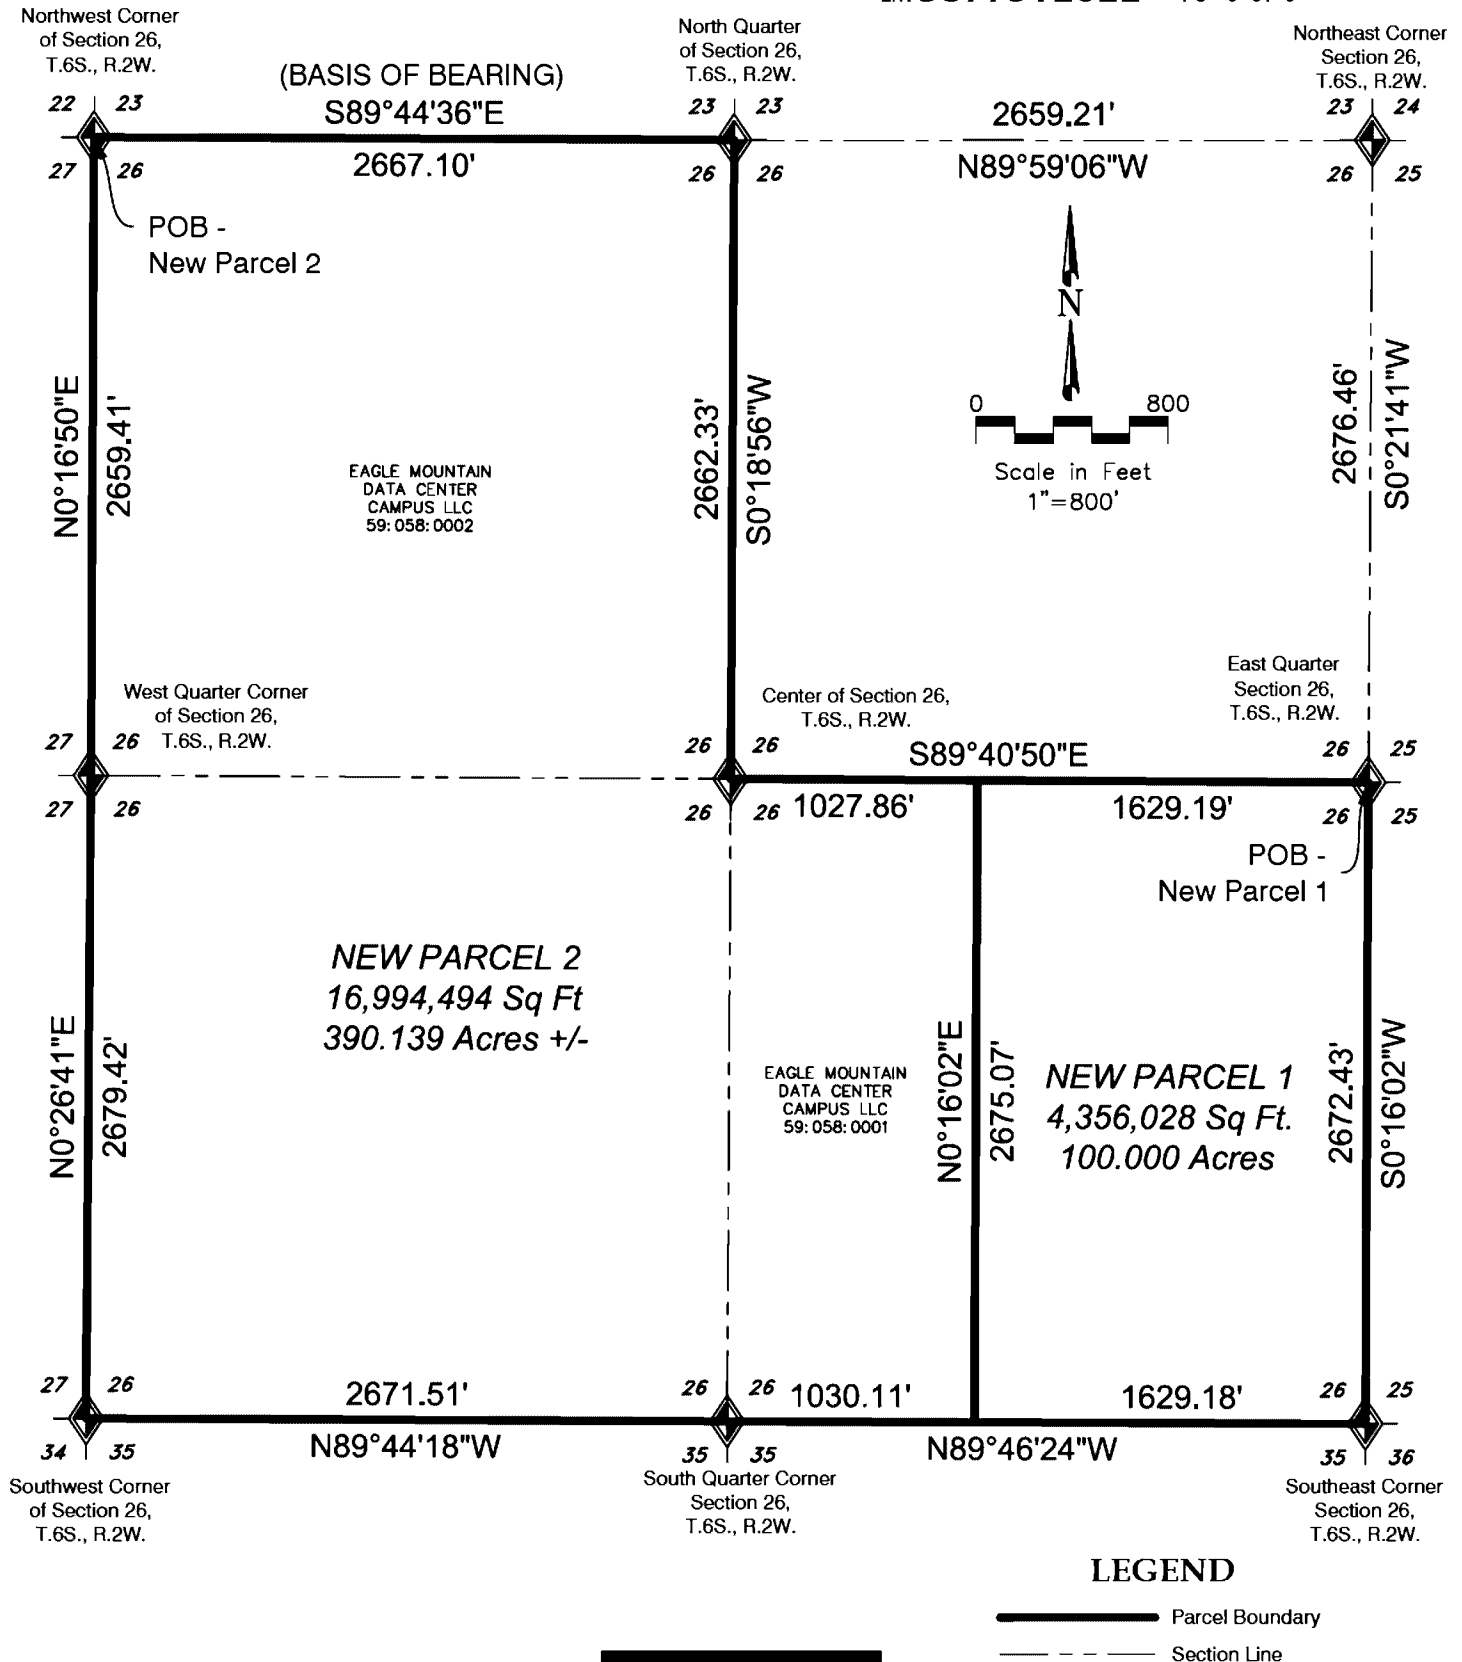 Northwest Corner
of Section 26,
T.6S., R.2W.
North Quarter
of Section 26,
T.6S., R.2W.
Northeast Corner
Section 26,
T.6S., R.2W.
(BASIS OF BEARING)
S89°44'36"E
2667.10'
2659.21'
N89°59'06"W
22 23
27 26
23 23
26 26
23 24
26 25
POB -
New Parcel 2
N
0 800
Scale in Feet
1"=800'
N0°16'50"E
2659.41'
EAGLE MOUNTAIN
DATA CENTER
CAMPUS LLC
59:058:0002
2662.33'
S0°18'56"W
2676.46'
S0°21'41"W
West Quarter Corner
of Section 26,
T.6S., R.2W.
27 26
27 26
Center of Section 26,
T.6S., R.2W.
26 26
26 26
East Quarter
Section 26,
T.6S., R.2W.
26 25
26 25
S89°40'50"E
1027.86'
1629.19'
POB -
New Parcel 1
NEW PARCEL 2
16,994,494 Sq Ft
390.139 Acres +/-
N0°26'41"E
2679.42'
EAGLE MOUNTAIN
DATA CENTER
CAMPUS LLC
59:058:0001
N0°16'02"E
2675.07'
NEW PARCEL 1
4,356,028 Sq Ft.
100.000 Acres
2672.43'
S0°16'02"W
27 26
34 35
2671.51'
N89°44'18"W
26 26
35 35
1030.11'
1629.18'
N89°46'24"W
26 25
35 36
Southwest Corner
of Section 26,
T.6S., R.2W.
South Quarter Corner
Section 26,
T.6S., R.2W.
Southeast Corner
Section 26,
T.6S., R.2W.
LEGEND
Parcel Boundary
Section Line